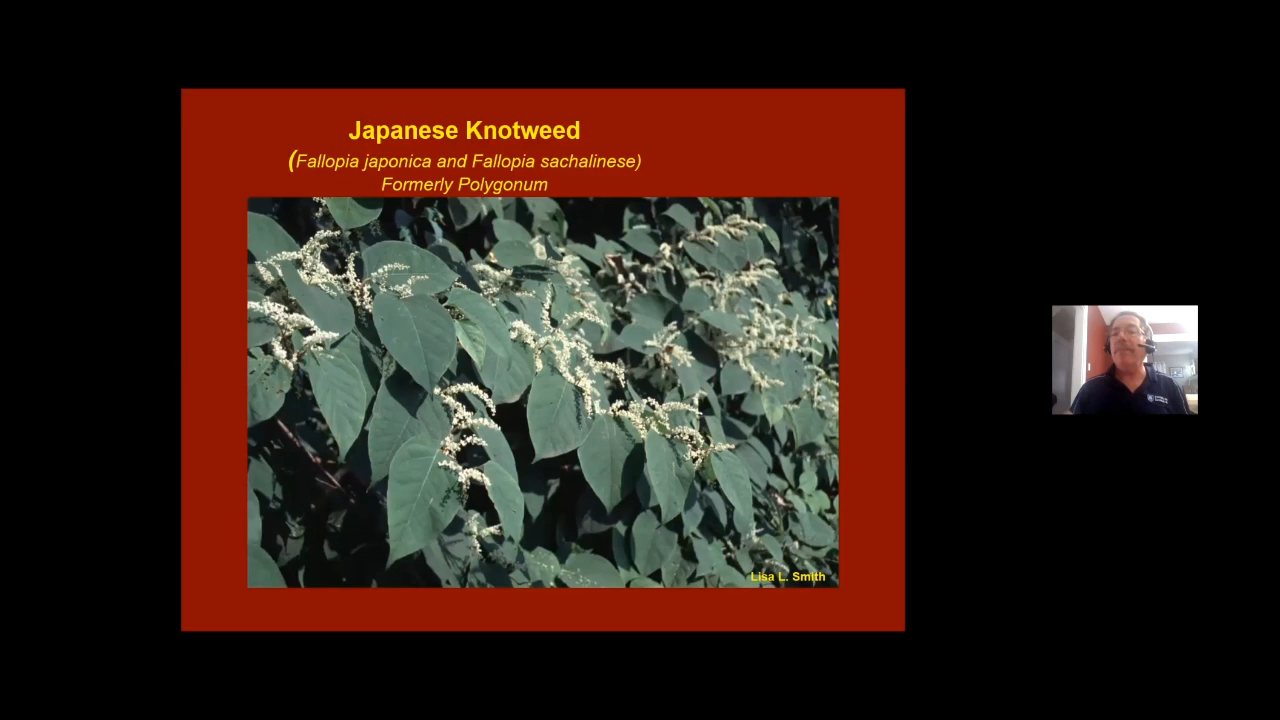 Japanese Knotweed
(Fallopia japonica and Fallopia sachalinese)
Formerly Polygonum
Lisa L. Smith